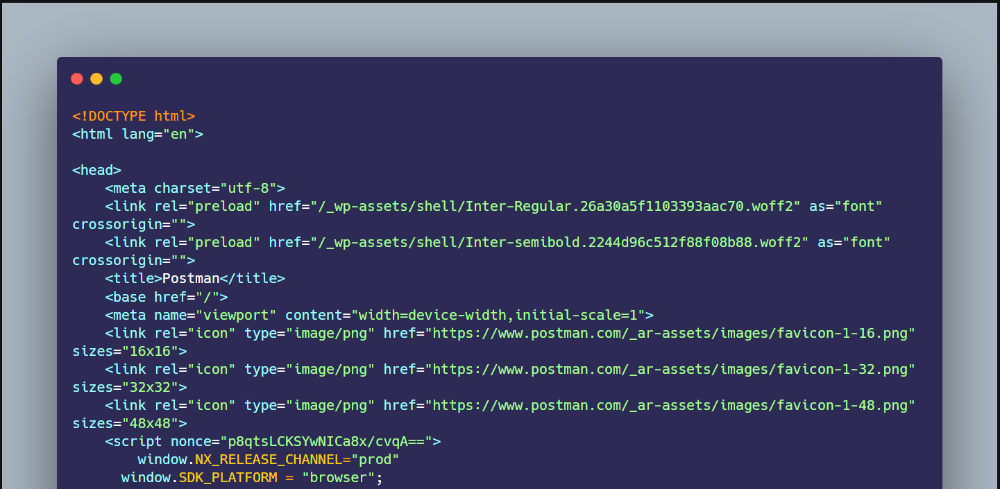 <!DOCTYPE html>
<html lang="en">
<head>
<meta charset="utf-8">
<link rel="preload" href="/_wp-assets/shell/Inter-Regular.26a30a5f1103393aac70.woff2" as="font"
crossorigin="">
<link rel="preload" href="/_wp-assets/shell/Inter-semibold.2244d96c512f88f08b88.woff2" as="font"
crossorigin="">
<title>Postman</title>
<base href="/">
<meta name="viewport" content="width=device-width,initial-scale=1">
<link rel="icon" type="image/png" href="https://www.postman.com/_ar-assets/images/favicon-1-16.png"
sizes="16x16">
<link rel="icon" type="image/png" href="https://www.postman.com/_ar-assets/images/favicon-1-32.png"
sizes="32x32">
<link rel="icon" type="image/png" href="https://www.postman.com/_ar-assets/images/favicon-1-48.png"
sizes="48x48">
<script nonce="p8qtsLCKSYwNICa8x/cvqA==">
window.NX_RELEASE_CHANNEL="prod"
window.SDK_PLATFORM = "browser";